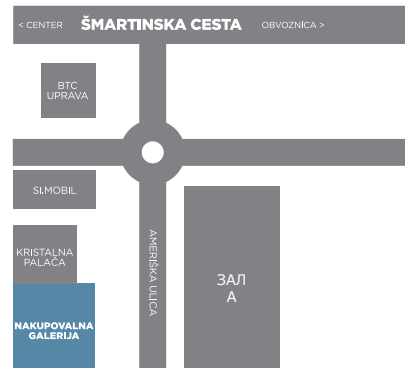 < CENTER ŠMARTINSKA CESTA OBVOZNICA >
BTC
UPRAVA
SI.MOBIL
KRISTALNA
PALAČA
NAKUPOVALNA
GALERIJA
AMERIŠKA ULICA
ЗАЛ
А